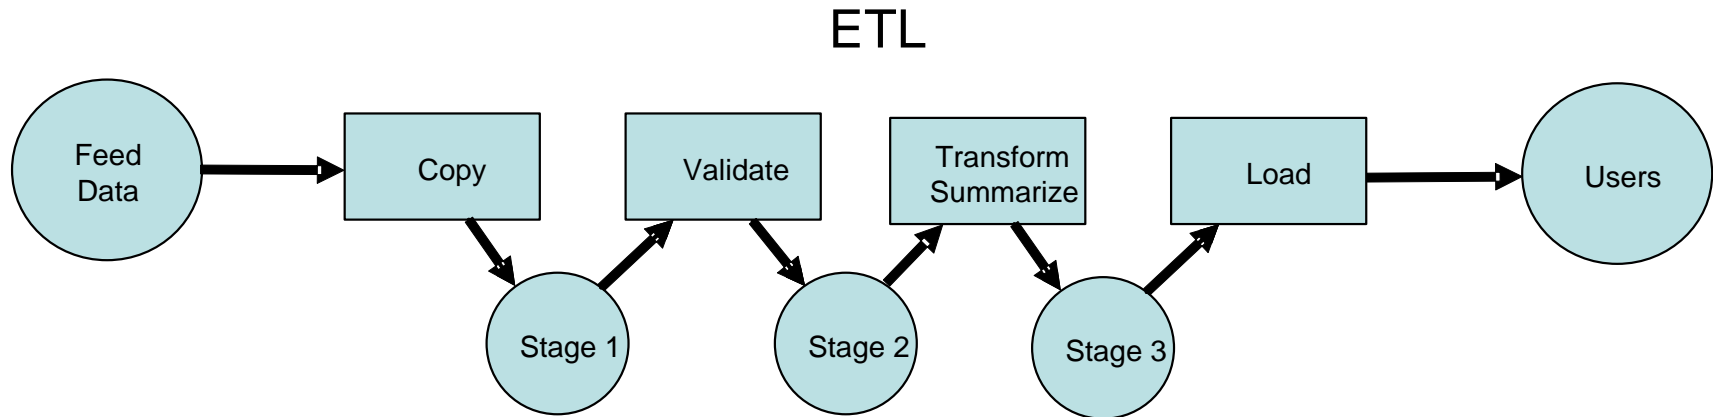 ETL
Feed
Data
Copy
Validate
Transform
Summarize
Load
Users
Stage 1
Stage 2
Stage 3